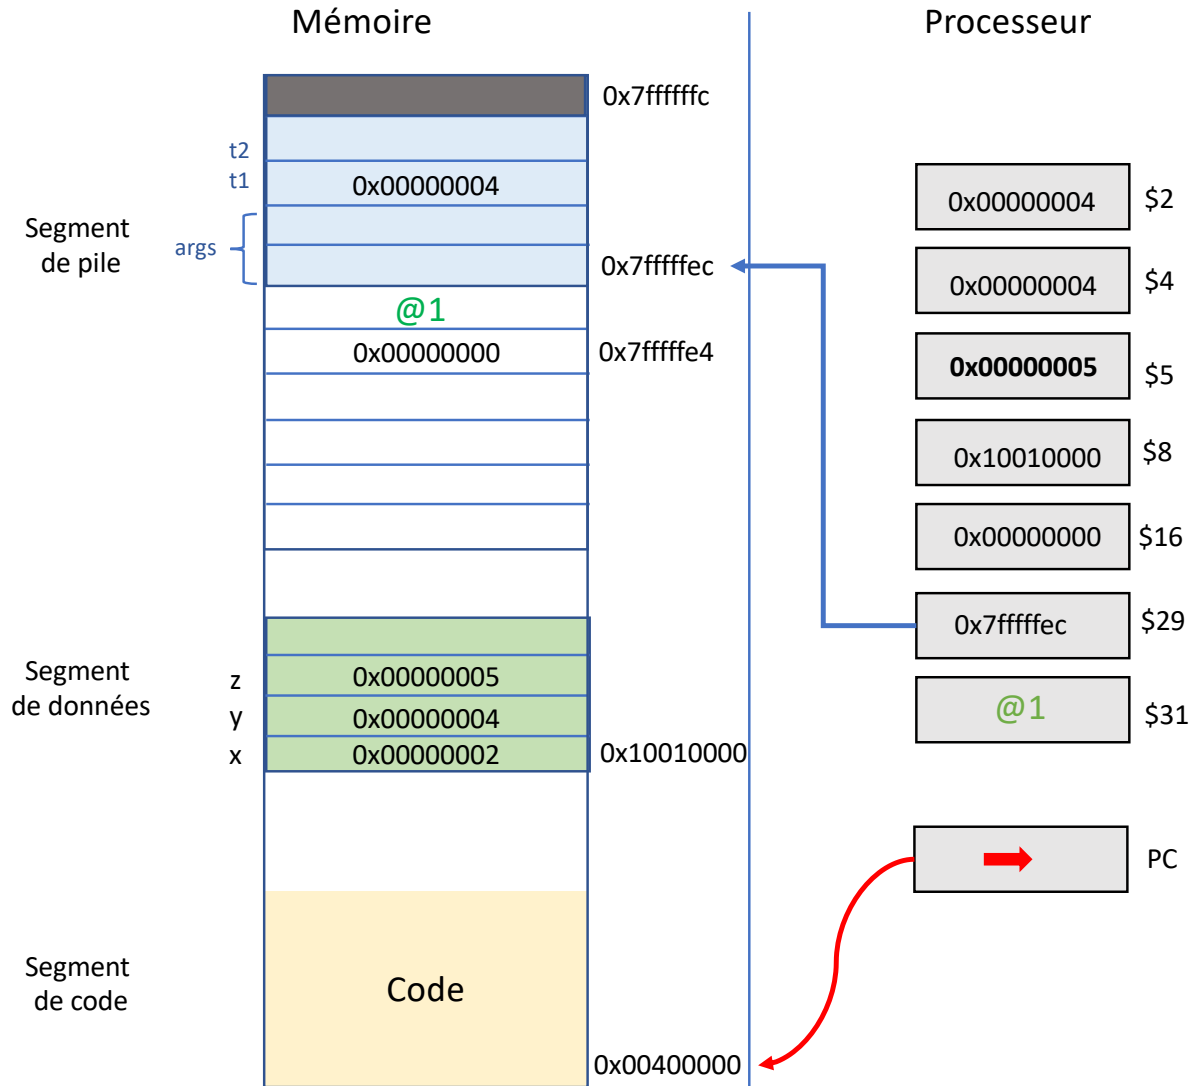 Mémoire
Processeur
0x7ffffffc
t2
t1
0x00000004
Segment
de pile
args
0x7fffffec
@1
0x00000000
0x7fffffe4
0x00000004
$2
0x00000004
$4
0x00000005
$5
0x10010000
$8
0x00000000
$16
0x7fffffec
$29
@1
$31
Segment
de données
z
0x00000005
y
0x00000004
x
0x00000002
0x10010000
PC
Segment
de code
Code
0x00400000